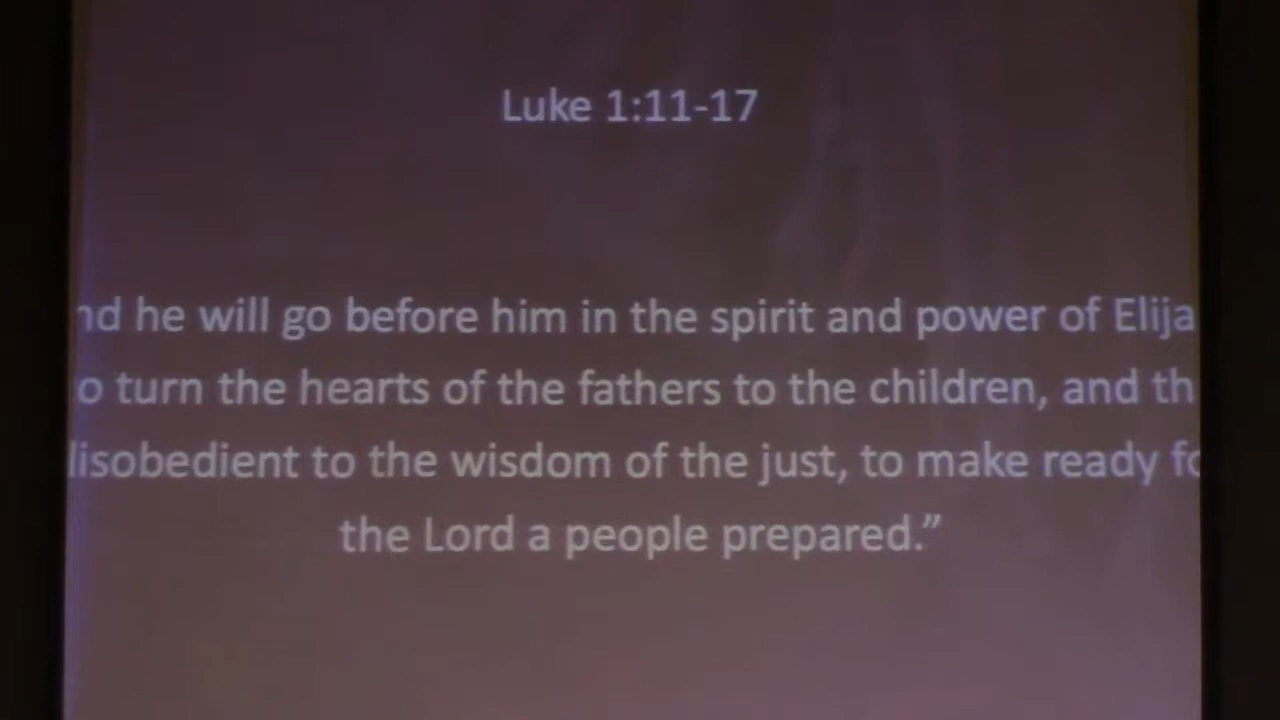 Luke 1:11-17
nd he will go before him in the spirit and power of Elija
o turn the hearts of the fathers to the children, and th
disobedient to the wisdom of the just, to make ready fo
the Lord a people prepared.”